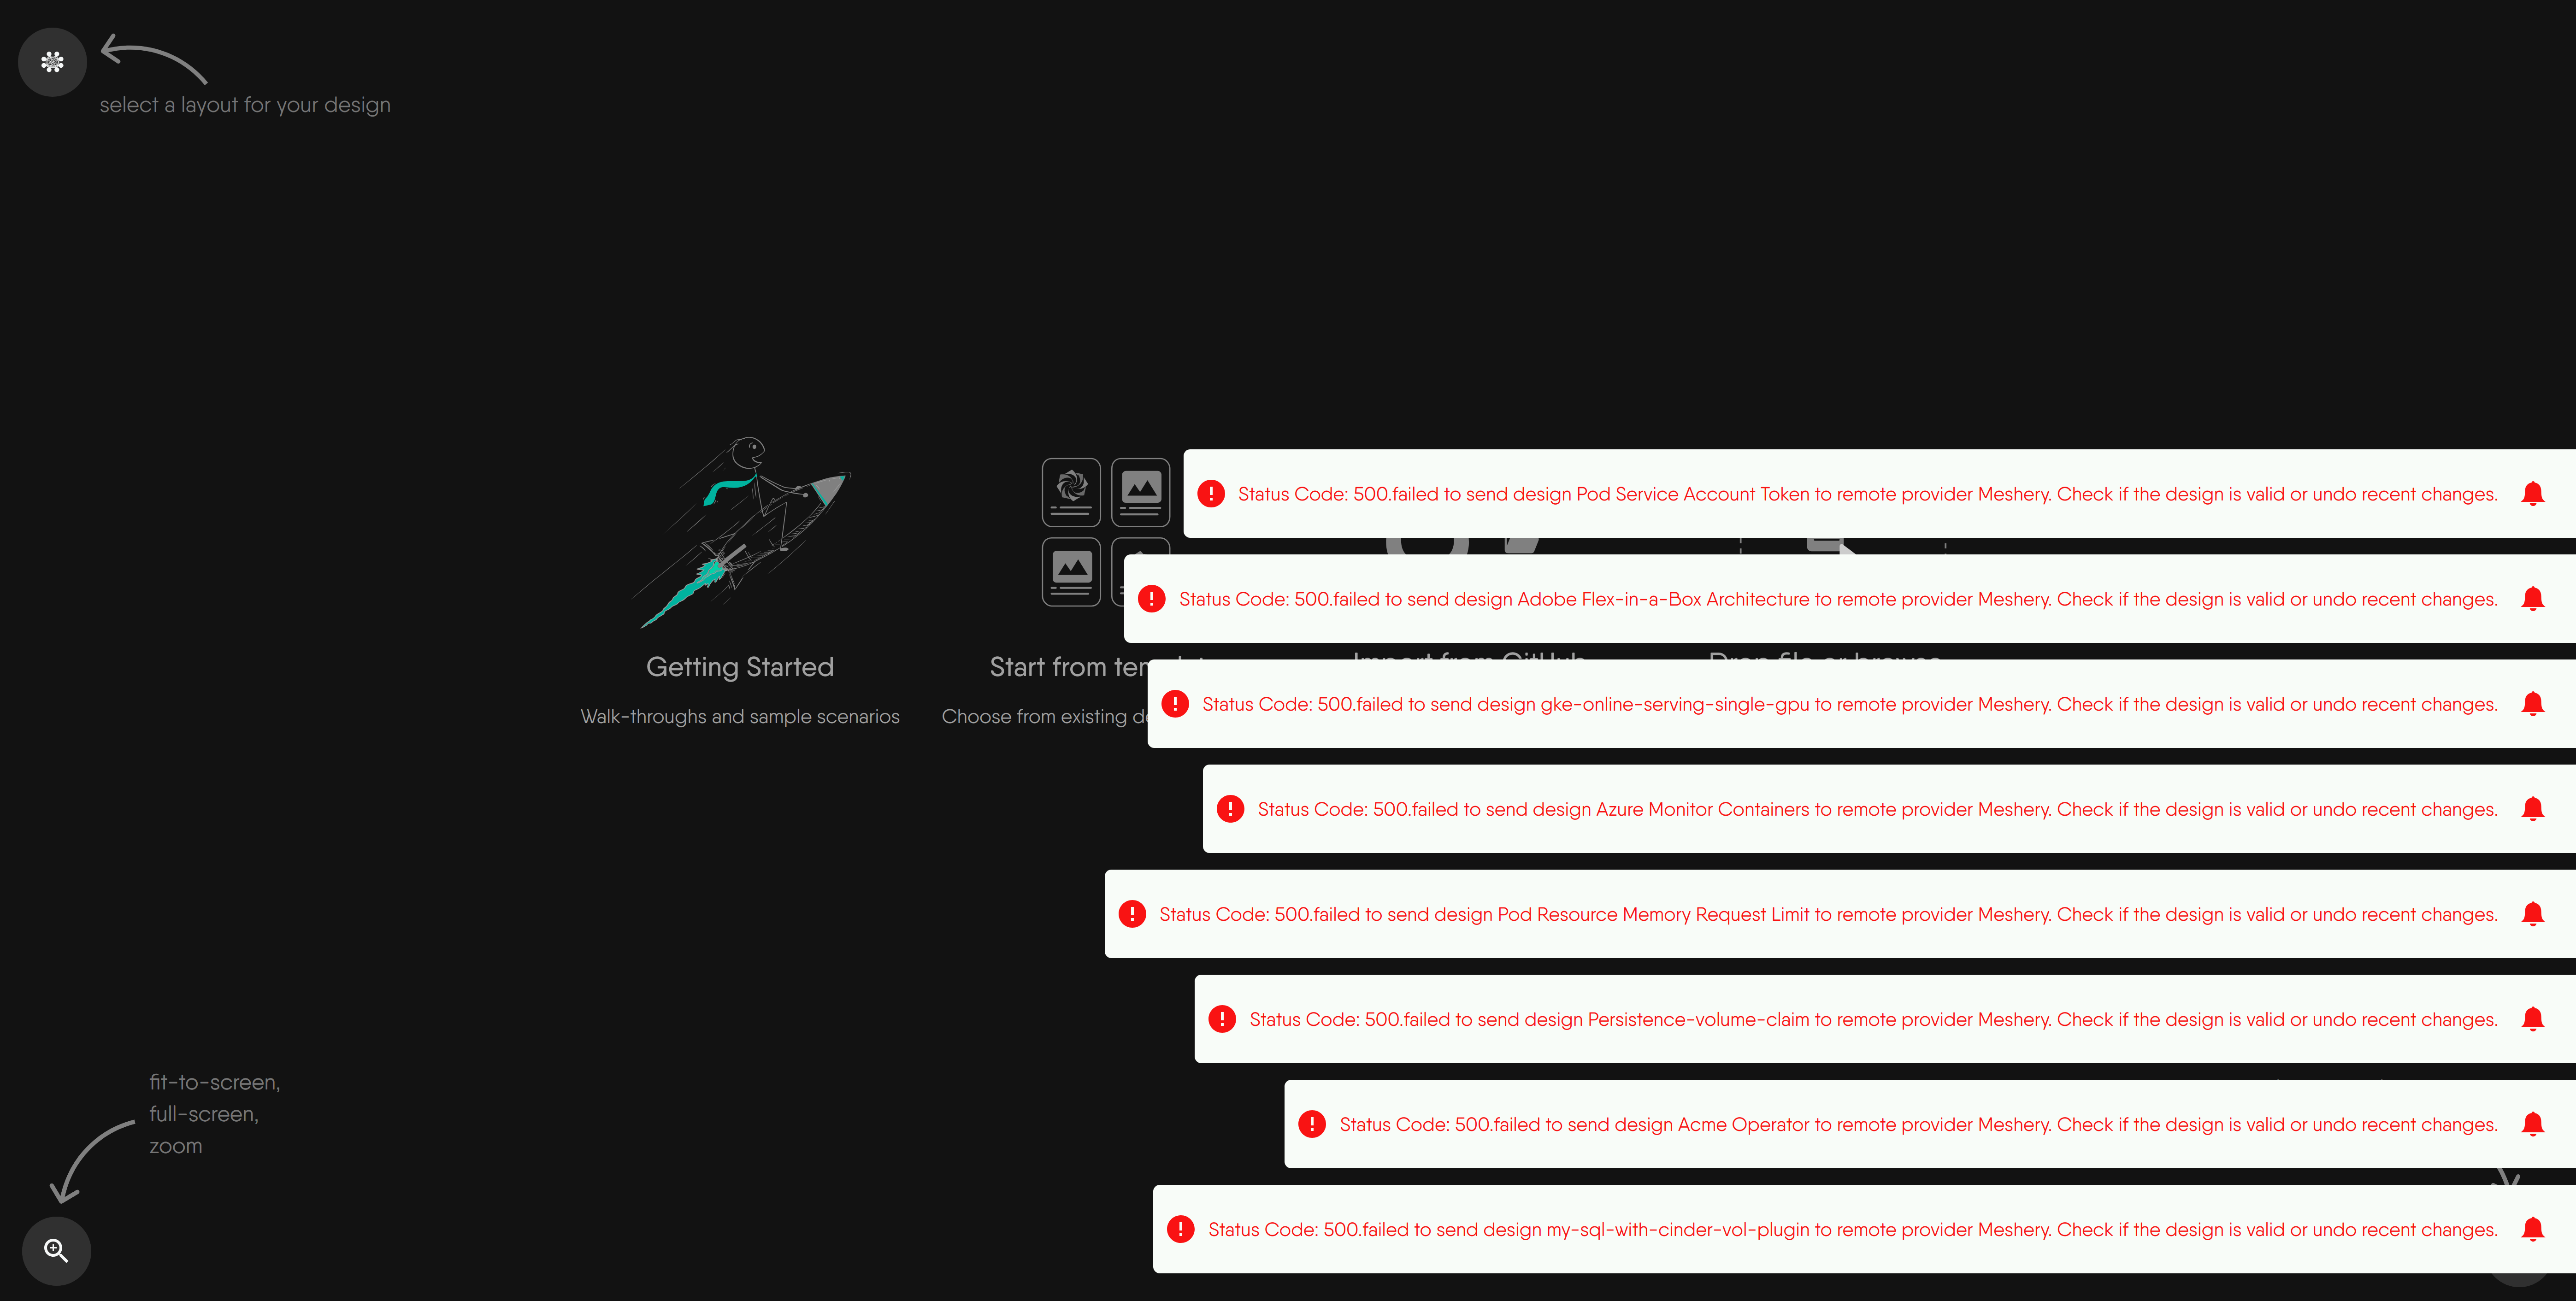 select a layout for your design
Status Code: 500.failed to send design Pod Service Account Token to remote provider Meshery. Check if the design is valid or undo recent changes.
Status Code: 500.failed to send design Adobe Flex-in-a-Box Architecture to remote provider Meshery. Check if the design is valid or undo recent changes.
Getting Started
Start from
Import from GitHub
Drop file or browse
Status Code: 500.failed to send design gke-online-serving-single-gpu to remote provider Meshery. Check if the design is valid or undo recent changes.
Walk-throughs and sample scenarios
Choose from existing
Status Code: 500.failed to send design Azure Monitor Containers to remote provider Meshery. Check if the design is valid or undo recent changes.
Status Code: 500.failed to send design Pod Resource Memory Request Limit to remote provider Meshery. Check if the design is valid or undo recent changes.
Status Code: 500.failed to send design Persistence-volume-claim to remote provider Meshery. Check if the design is valid or undo recent changes.
fit-to-screen,
full-screen,
zoom
Status Code: 500.failed to send design Acme Operator to remote provider Meshery. Check if the design is valid or undo recent changes.
Status Code: 500.failed to send design my-sql-with-cinder-vol-plugin to remote provider Meshery. Check if the design is valid or undo recent changes.